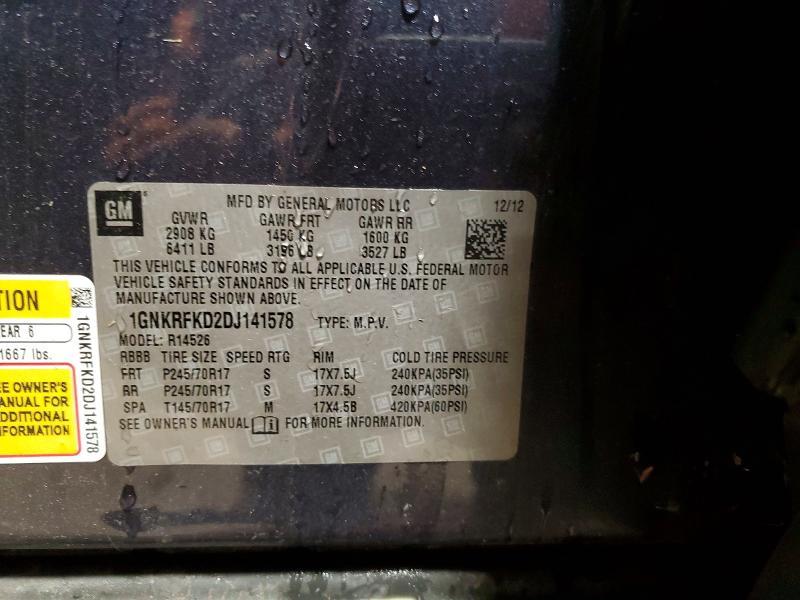 GM
MFD BY GENERAL MOTORS LLC 12/12
GVWR GAWR FRT GAWR RR
2908 KG 1450 KG 1600 KG
6411 LB 3196 LB 3527 LB
THIS VEHICLE CONFORMS TO ALL APPLICABLE U.S. FEDERAL MOTOR
VEHICLE SAFETY STANDARDS IN EFFECT ON THE DATE OF
MANUFACTURE SHOWN ABOVE.
1GNKRFKD2DJ141578 TYPE: M.P.V.
MODEL: R14526
RBBB TIRE SIZE SPEED RTG RIM COLD TIRE PRESSURE
FRT P245/70R17 S 17X7.5J 240KPA(35PSI)
RR P245/70R17 S 17X7.5J 240KPA(35PSI)
SPA T145/70R17 M 17X4.5B 420KPA(60PSI)
SEE OWNER'S MANUAL i FOR MORE INFORMATION.
TION
EAR 6
1667 lbs.
EE OWNER'S
MANUAL FOR
DDITIONAL
NFORMATION
1GNKRFKD2DJ141578